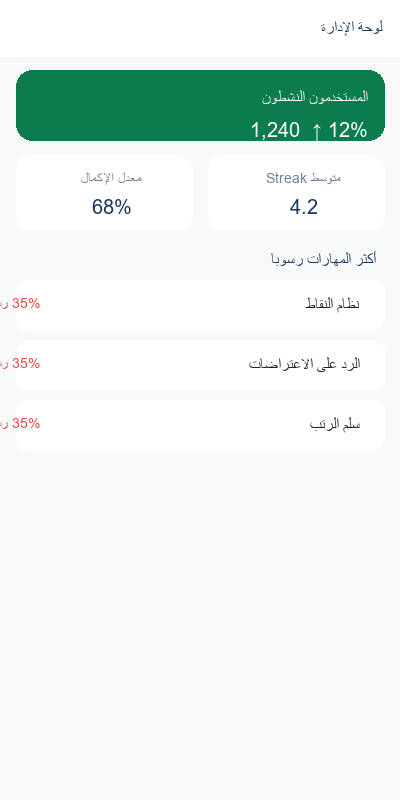 لوحة الإدارة
المستخدمون النشطون
1,240 ↑ 12%
متوسط Streak
4.2
معدل الإكمال
68%
أكثر المهارات رسوبا
نظام النقاط
35%
الرد على الاعتراضات
35%
سلم الرتب
35%